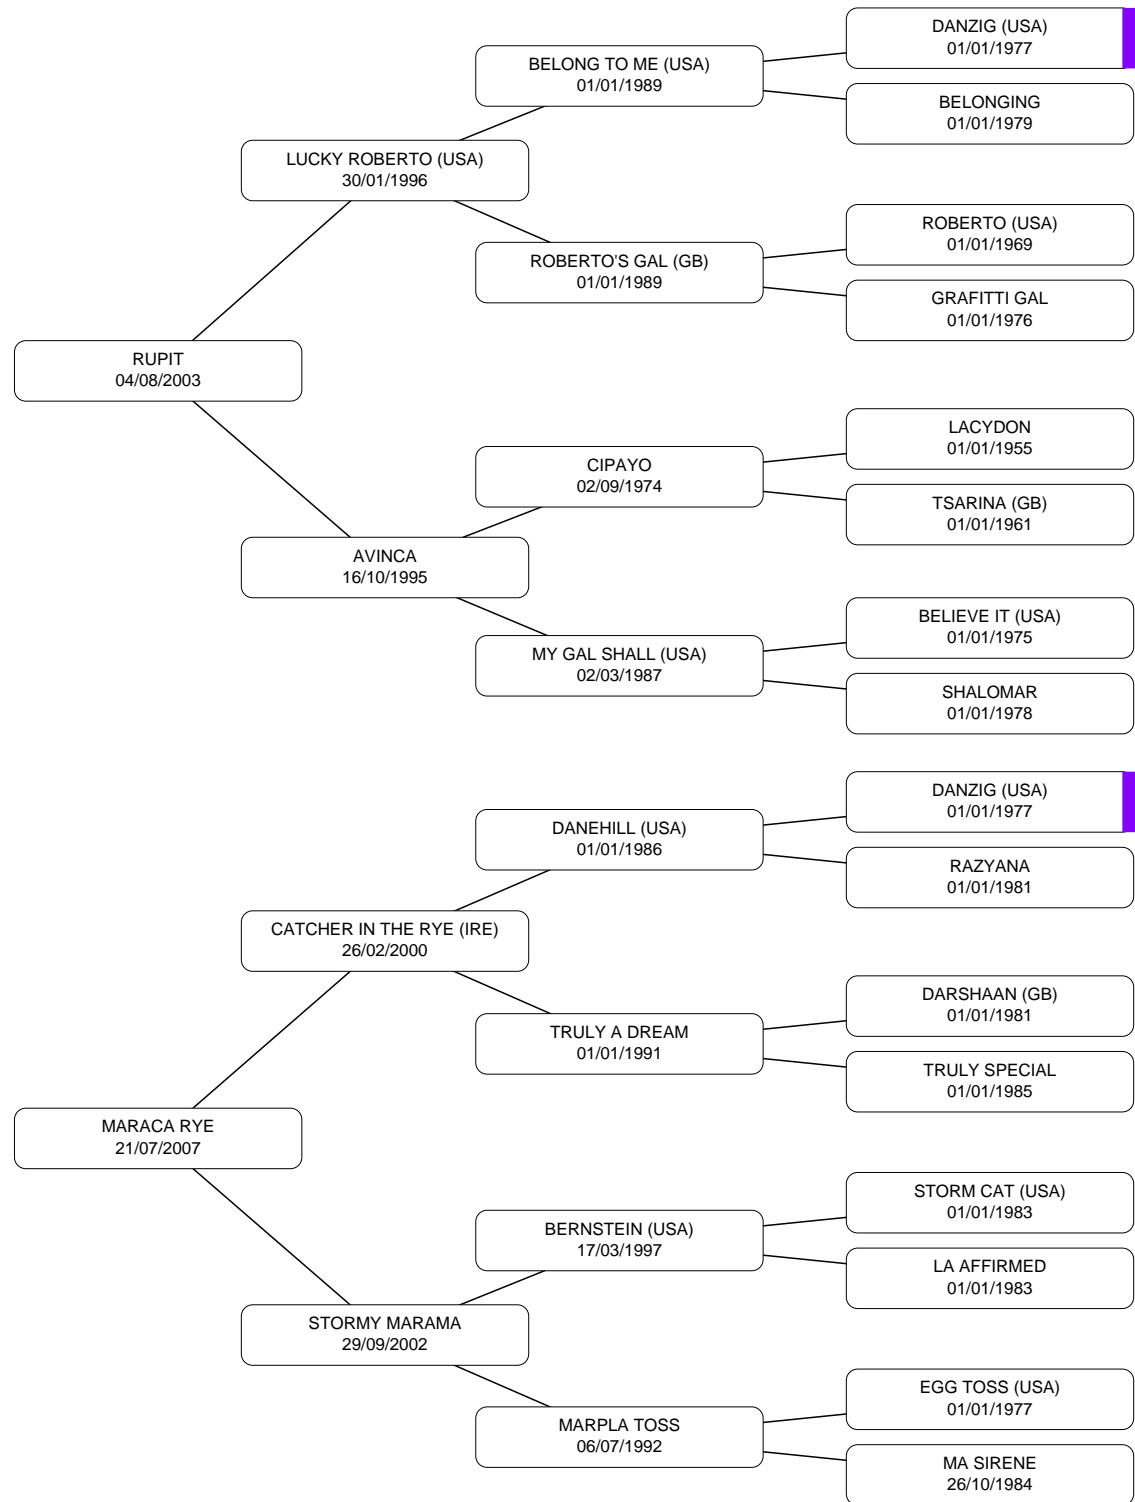 DANZIG (USA)
01/01/1977
BELONG TO ME (USA)
01/01/1989
BELONGING
01/01/1979
LUCKY ROBERTO (USA)
30/01/1996
ROBERTO (USA)
01/01/1969
ROBERTO'S GAL (GB)
01/01/1989
GRAFITTI GAL
01/01/1976
RUPIT
04/08/2003
LACYDON
01/01/1955
CIPAYO
02/09/1974
TSARINA (GB)
01/01/1961
AVINCA
16/10/1995
BELIEVE IT (USA)
01/01/1975
MY GAL SHALL (USA)
02/03/1987
SHALOMAR
01/01/1978
DANZIG (USA)
01/01/1977
DANEHILL (USA)
01/01/1986
RAZYANA
01/01/1981
CATCHER IN THE RYE (IRE)
26/02/2000
DARSHAAN (GB)
01/01/1981
TRULY A DREAM
01/01/1991
TRULY SPECIAL
01/01/1985
MARACA RYE
21/07/2007
STORM CAT (USA)
01/01/1983
BERNSTEIN (USA)
17/03/1997
LA AFFIRMED
01/01/1983
STORMY MARAMA
29/09/2002
EGG TOSS (USA)
01/01/1977
MARPLA TOSS
06/07/1992
MA SIRENE
26/10/1984